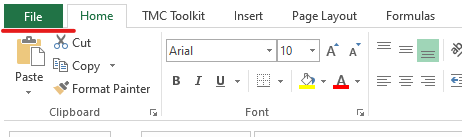 File Home TMC Toolkit Insert Page Layout Formulas
Cut
Arial 10 A A
Paste Copy
B I U A
Format Painter
Clipboard Font